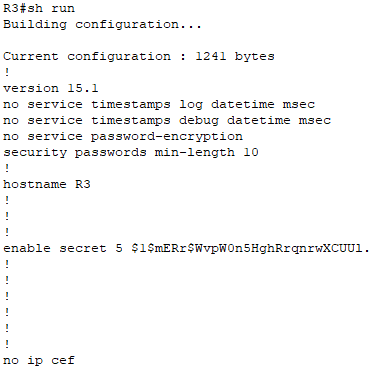 R3#sh run
Building configuration...
Current configuration : 1241 bytes
!
version 15.1
no service timestamps log datetime msec
no service timestamps debug datetime msec
no service password-encryption
security passwords min-length 10
!
hostname R3
!
!
!
enable secret 5 $1$mERr$WvpW0n5HghRrqnrwXCUUl.
!
!
!
!
!
!
no ip cef